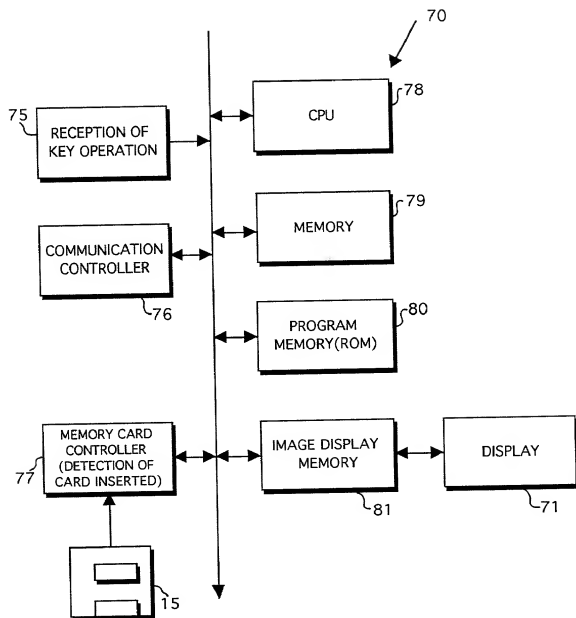 70
75
RECEPTION OF
KEY OPERATION
CPU
78
COMMUNICATION
CONTROLLER
76
MEMORY
79
PROGRAM
MEMORY(ROM)
80
MEMORY CARD
CONTROLLER
(DETECTION OF
CARD INSERTED)
77
IMAGE DISPLAY
MEMORY
81
DISPLAY
71
15